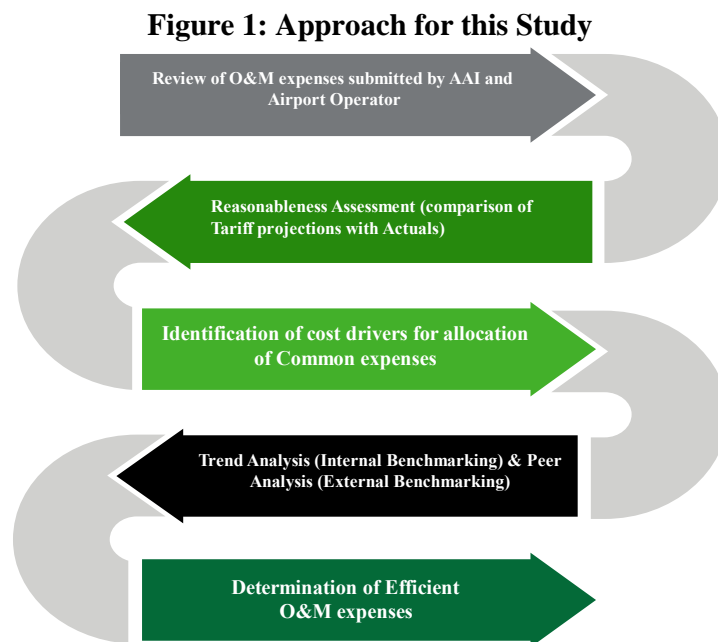 Figure 1: Approach for this Study
Review of O&M expenses submitted by AAI and
Airport Operator
Reasonableness Assessment (comparison of
Tariff projections with Actuals)
Identification of cost drivers for allocation
of Common expenses
Trend Analysis (Internal Benchmarking) & Peer
Analysis (External Benchmarking)
Determination of Efficient
O&M expenses